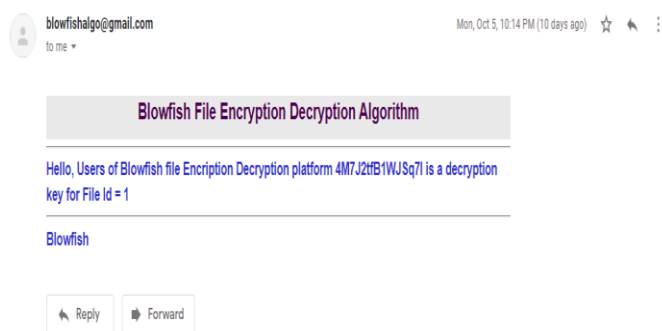 blowfishalgo@gmail.com Mon, Oct 5, 10:14 PM (10 days ago)
to me
Blowfish File Encryption Decryption Algorithm
Hello, Users of Blowfish file Encription Decryption platform 4M7J2tfB1WJSq7I is a decryption
key for File Id = 1
Blowfish
Reply Forward